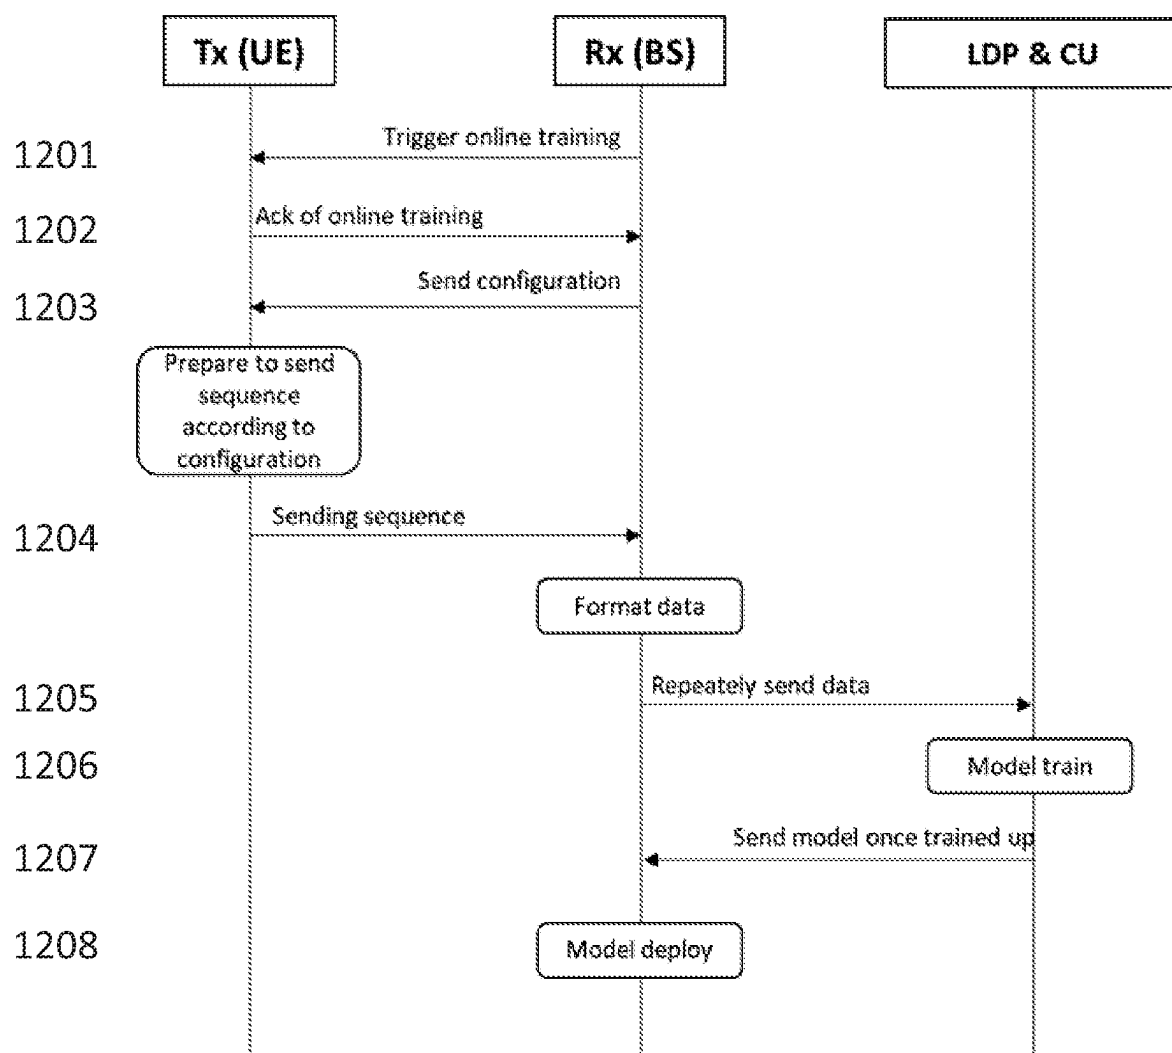 Tx (UE)
Rx (BS)
LDP & CU
1201
Trigger online training
1202
Ack of online training
1203
Send configuration
Prepare to send
sequence
according to
configuration
1204
Sending sequence
Format data
1205
Repeately send data
1206
Model train
1207
Send model once trained up
1208
Model deploy